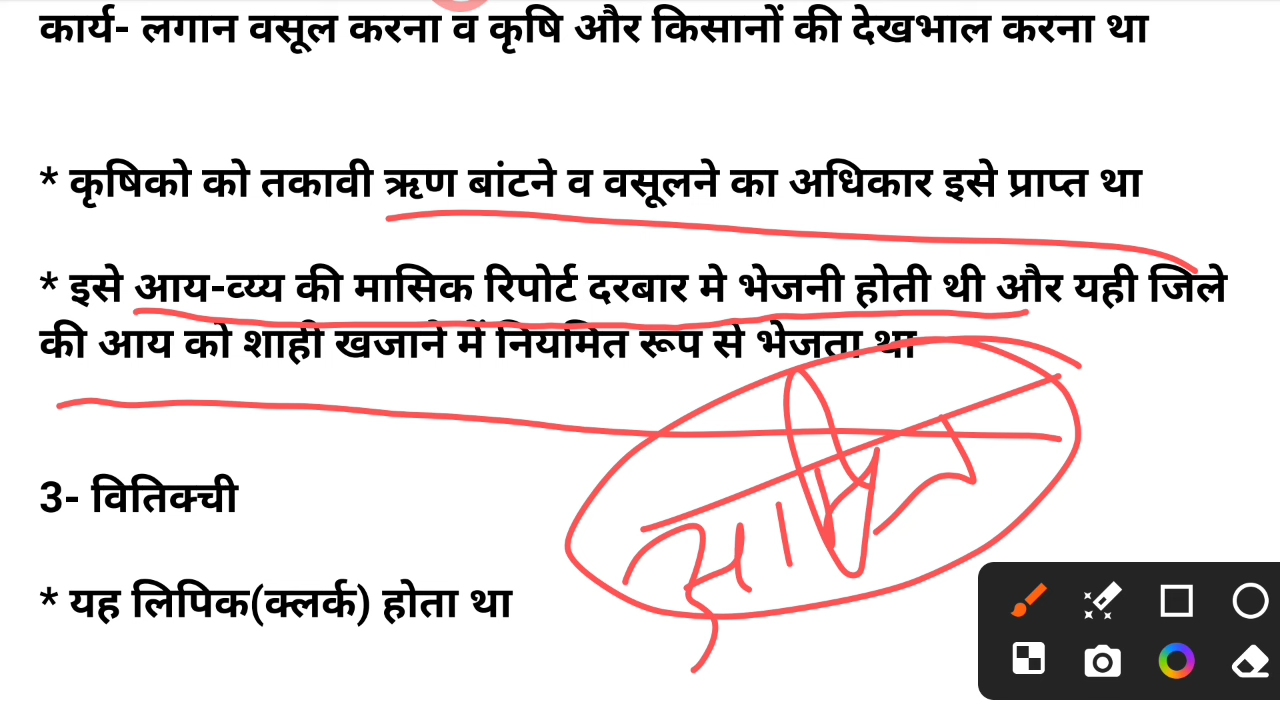 कार्य- लगान वसूल करना व कृषि और किसानों की देखभाल करना था
* कृषिको को तकावी ऋण बांटने व वसूलने का अधिकार इसे प्राप्त था
* इसे आय-व्य्य की मासिक रिपोर्ट दरबार मे भेजनी होती थी और यही जिले
की आय को शाही खजाने में नियमित रूप से भेजता था
3- वितिक्ची
* यह लिपिक(क्लर्क) होता था